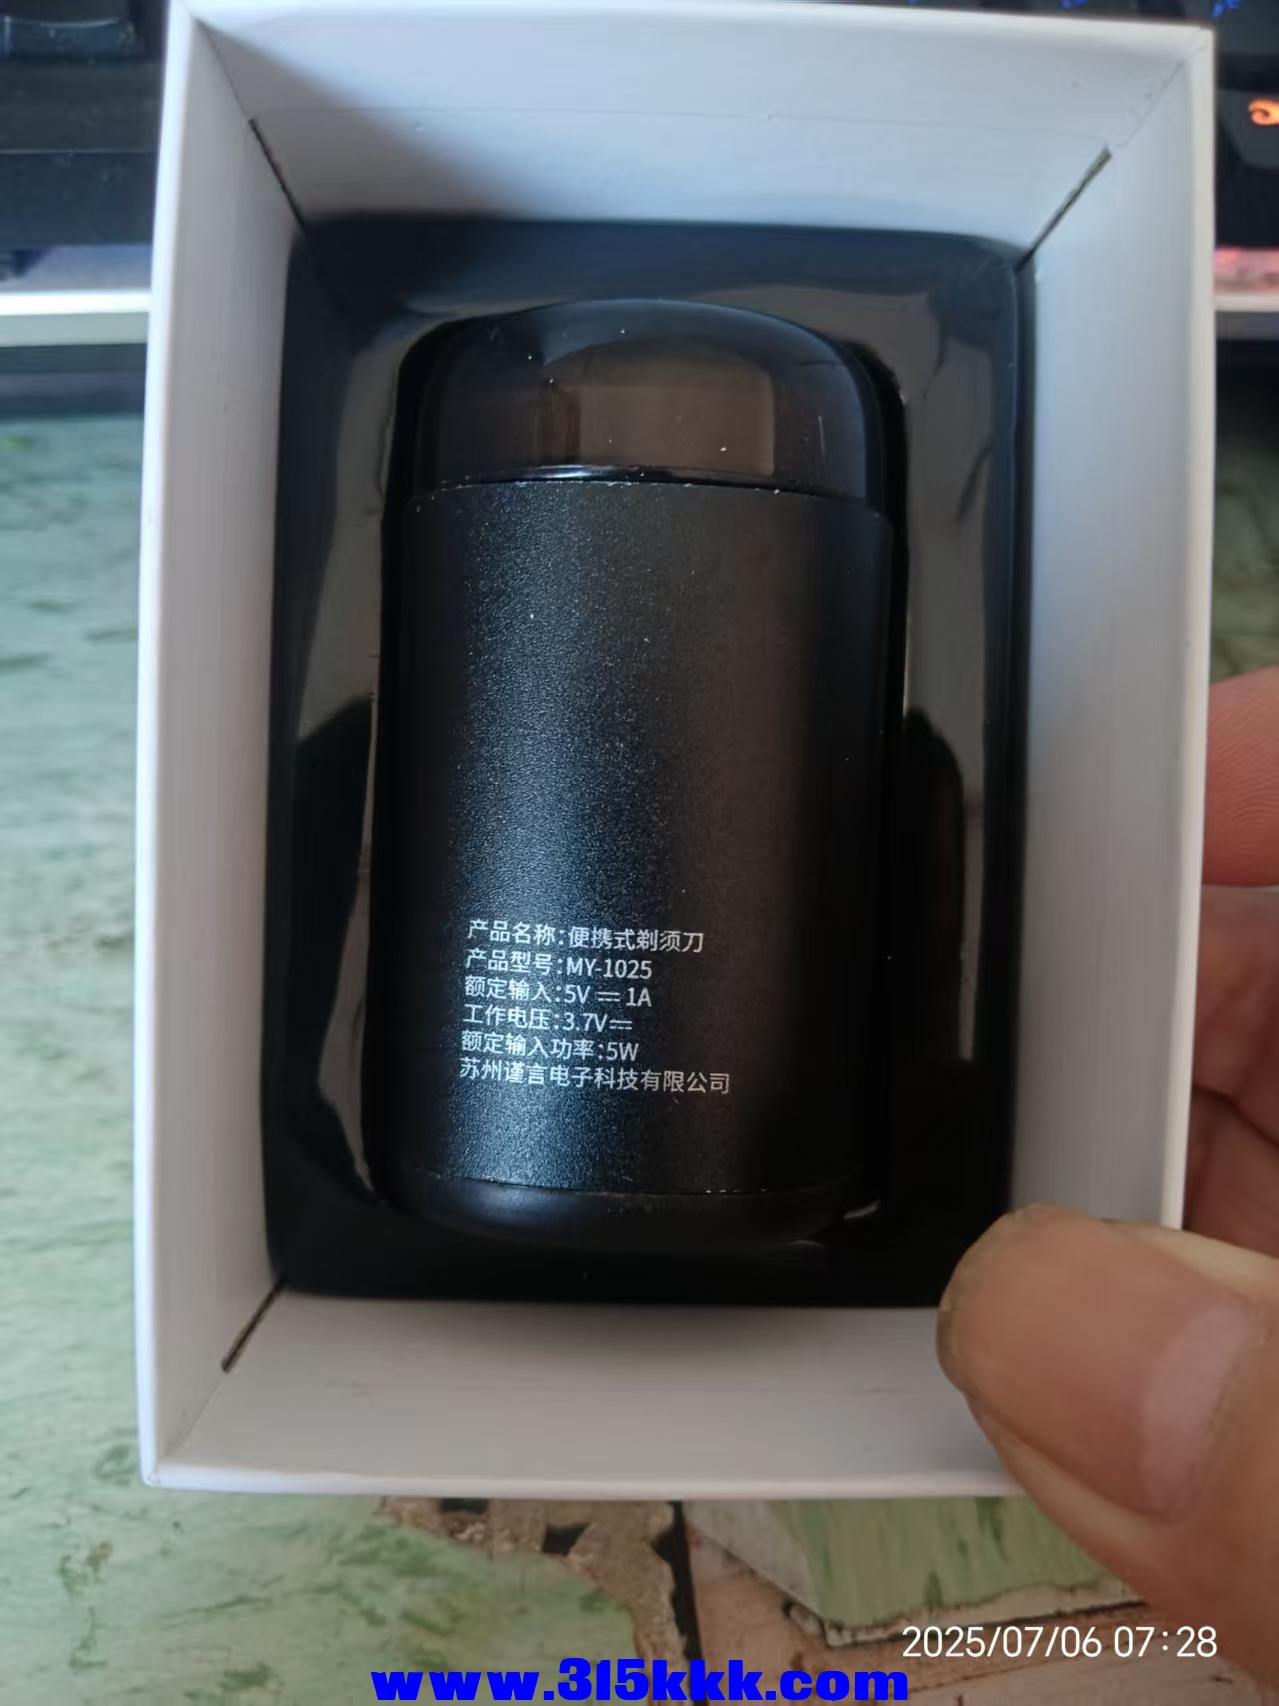 产品名称:便携式剃须刀
产品型号:MY-1025
额定输入:5V⎓1A
工作电压:3.7V⎓
额定输入功率:5W
苏州谨言电子科技有限公司
2025/07/06 07:28
www.315kkk.com